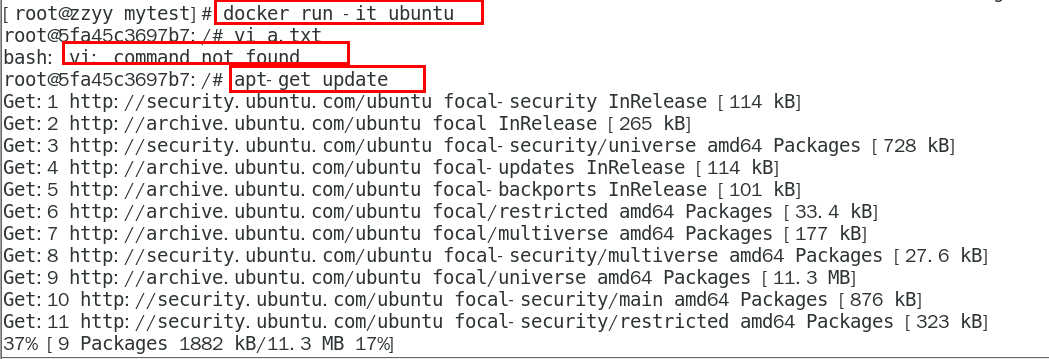 [root@zzyy mytest]# docker run -it ubuntu
root@5fa45c3697b7:/# vi a.txt
bash: vi: command not found
root@5fa45c3697b7:/# apt-get update
Get:1 http://security.ubuntu.com/ubuntu focal-security InRelease [114 kB]
Get:2 http://archive.ubuntu.com/ubuntu focal InRelease [265 kB]
Get:3 http://security.ubuntu.com/ubuntu focal-security/universe amd64 Packages [728 kB]
Get:4 http://archive.ubuntu.com/ubuntu focal-updates InRelease [114 kB]
Get:5 http://archive.ubuntu.com/ubuntu focal-backports InRelease [101 kB]
Get:6 http://archive.ubuntu.com/ubuntu focal/restricted amd64 Packages [33.4 kB]
Get:7 http://archive.ubuntu.com/ubuntu focal/multiverse amd64 Packages [177 kB]
Get:8 http://security.ubuntu.com/ubuntu focal-security/multiverse amd64 Packages [27.6 kB]
Get:9 http://archive.ubuntu.com/ubuntu focal/universe amd64 Packages [11.3 MB]
Get:10 http://security.ubuntu.com/ubuntu focal-security/main amd64 Packages [876 kB]
Get:11 http://security.ubuntu.com/ubuntu focal-security/restricted amd64 Packages [323 kB]
37% [9 Packages 1882 kB/11.3 MB 17%]